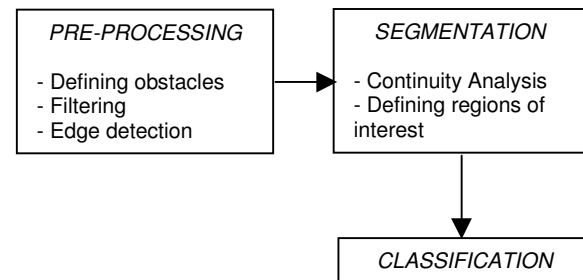 PRE-PROCESSING
- Defining obstacles
- Filtering
- Edge detection
SEGMENTATION
- Continuity Analysis
- Defining regions of
interest
CLASSIFICATION